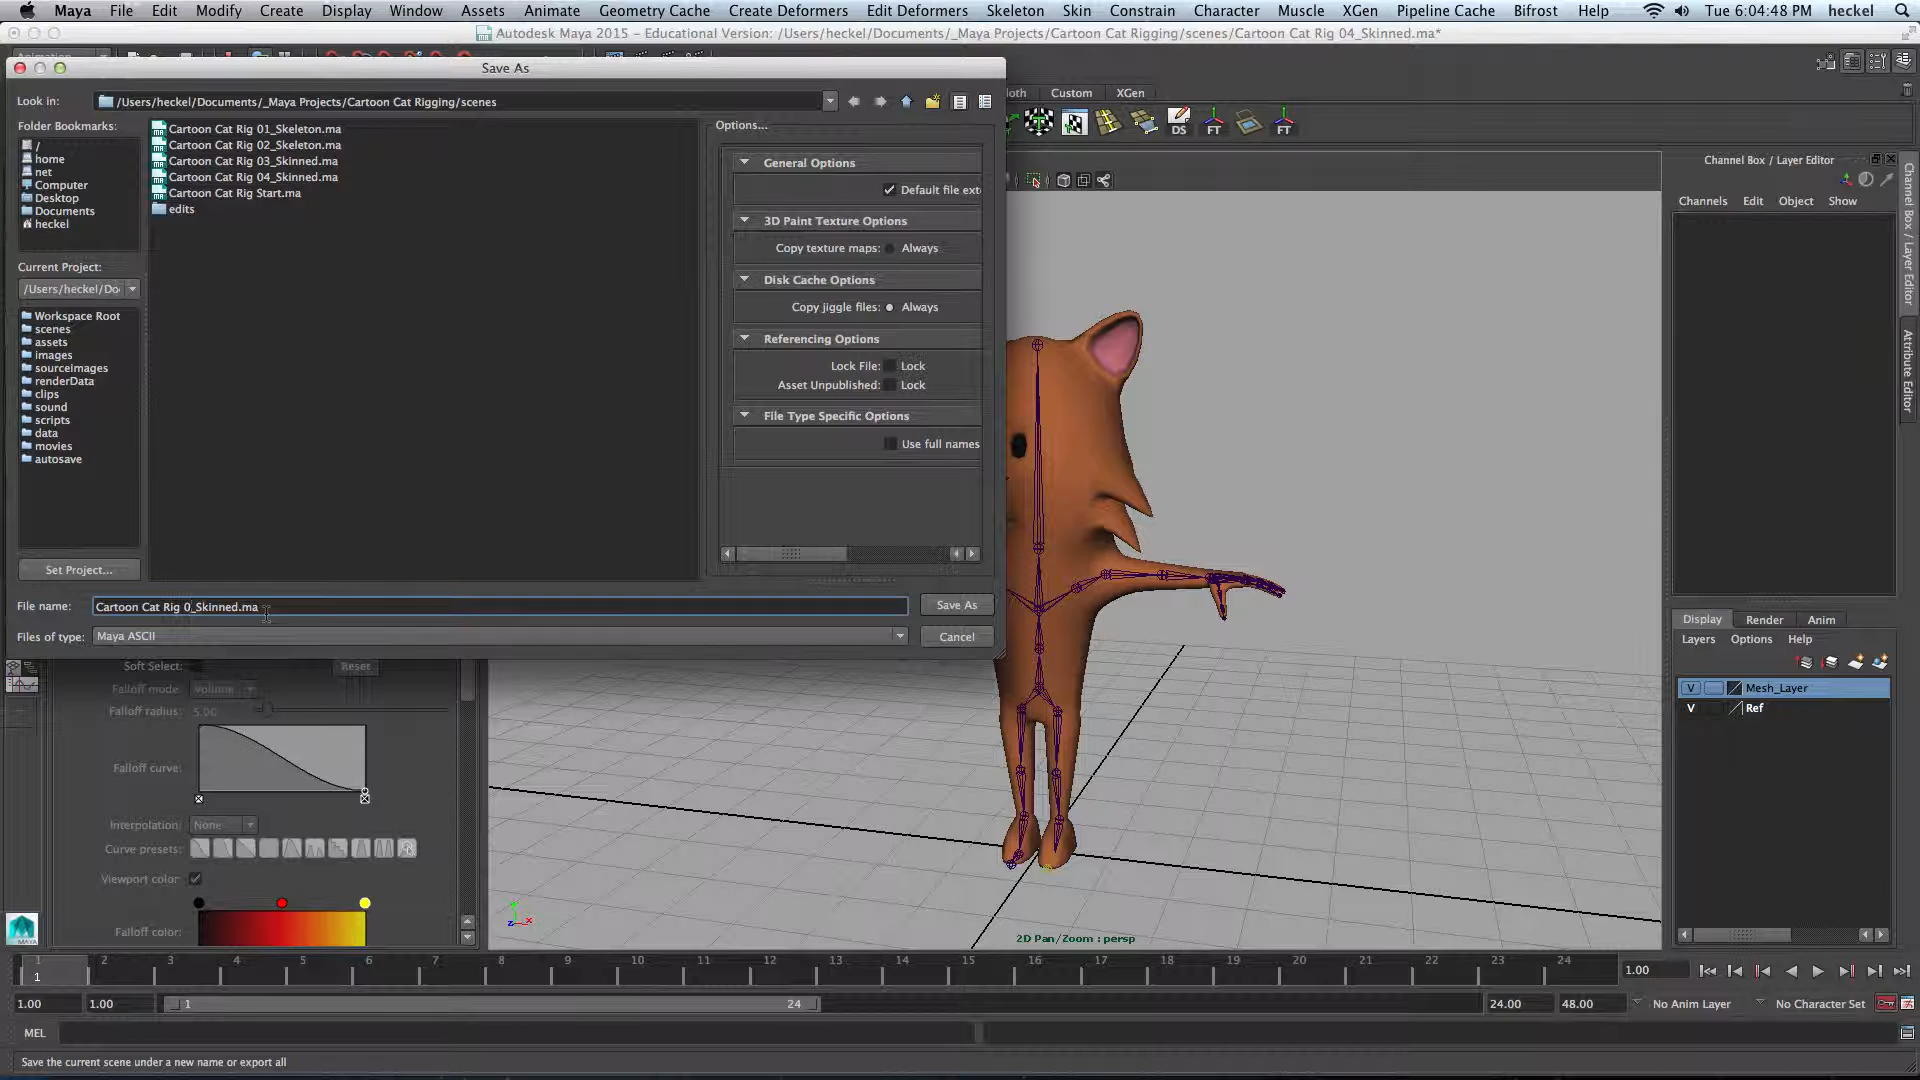 Maya File Edit Modify Create Display Window Assets Animate Geometry Cache Create Deformers Edit Deformers Skeleton Skin Constrain Character Muscle XGen Pipeline Cache Bifrost Help Tue 6:04:48 PM heckel
Autodesk Maya 2015 – Educational Version: /Users/heckel/Documents/_Maya Projects/Cartoon Cat Rigging/scenes/Cartoon Cat Rig 04_Skinned.ma*
Save As
Look in: /Users/heckel/Documents/_Maya Projects/Cartoon Cat Rigging/scenes
Folder Bookmarks:
/
home
net
Computer
Desktop
Documents
heckel
Current Project:
/Users/heckel/Do
Workspace Root
scenes
assets
images
sourceimages
renderData
clips
sound
scripts
data
movies
autosave
Set Project...
Cartoon Cat Rig 01_Skeleton.ma
Cartoon Cat Rig 02_Skeleton.ma
Cartoon Cat Rig 03_Skinned.ma
Cartoon Cat Rig 04_Skinned.ma
Cartoon Cat Rig Start.ma
edits
Options...
General Options
Default file ext
3D Paint Texture Options
Copy texture maps: Always
Disk Cache Options
Copy jiggle files: Always
Referencing Options
Lock File: Lock
Asset Unpublished: Lock
File Type Specific Options
Use full names
File name: Cartoon Cat Rig 0_Skinned.ma
Save As
Files of type: Maya ASCII
Cancel
Custom XGen
DS FT FT
Channel Box / Layer Editor
Channels Edit Object Show
Channel Box / Layer Editor
Attribute Editor
Display Render Anim
Layers Options Help
V Mesh_Layer
V Ref
Soft Select: Reset
Falloff mode: Volume
Falloff radius: 5.00
Falloff curve:
Interpolation: None
Curve presets:
Viewport color:
Falloff color:
MAYA
2D Pan/Zoom : persp
1 2 3 4 5 6 7 8 9 10 11 12 13 14 15 16 17 18 19 20 21 22 23 24
1
1.00
1.00 1.00 1 24 24.00 48.00 No Anim Layer No Character Set
MEL
Save the current scene under a new name or export all